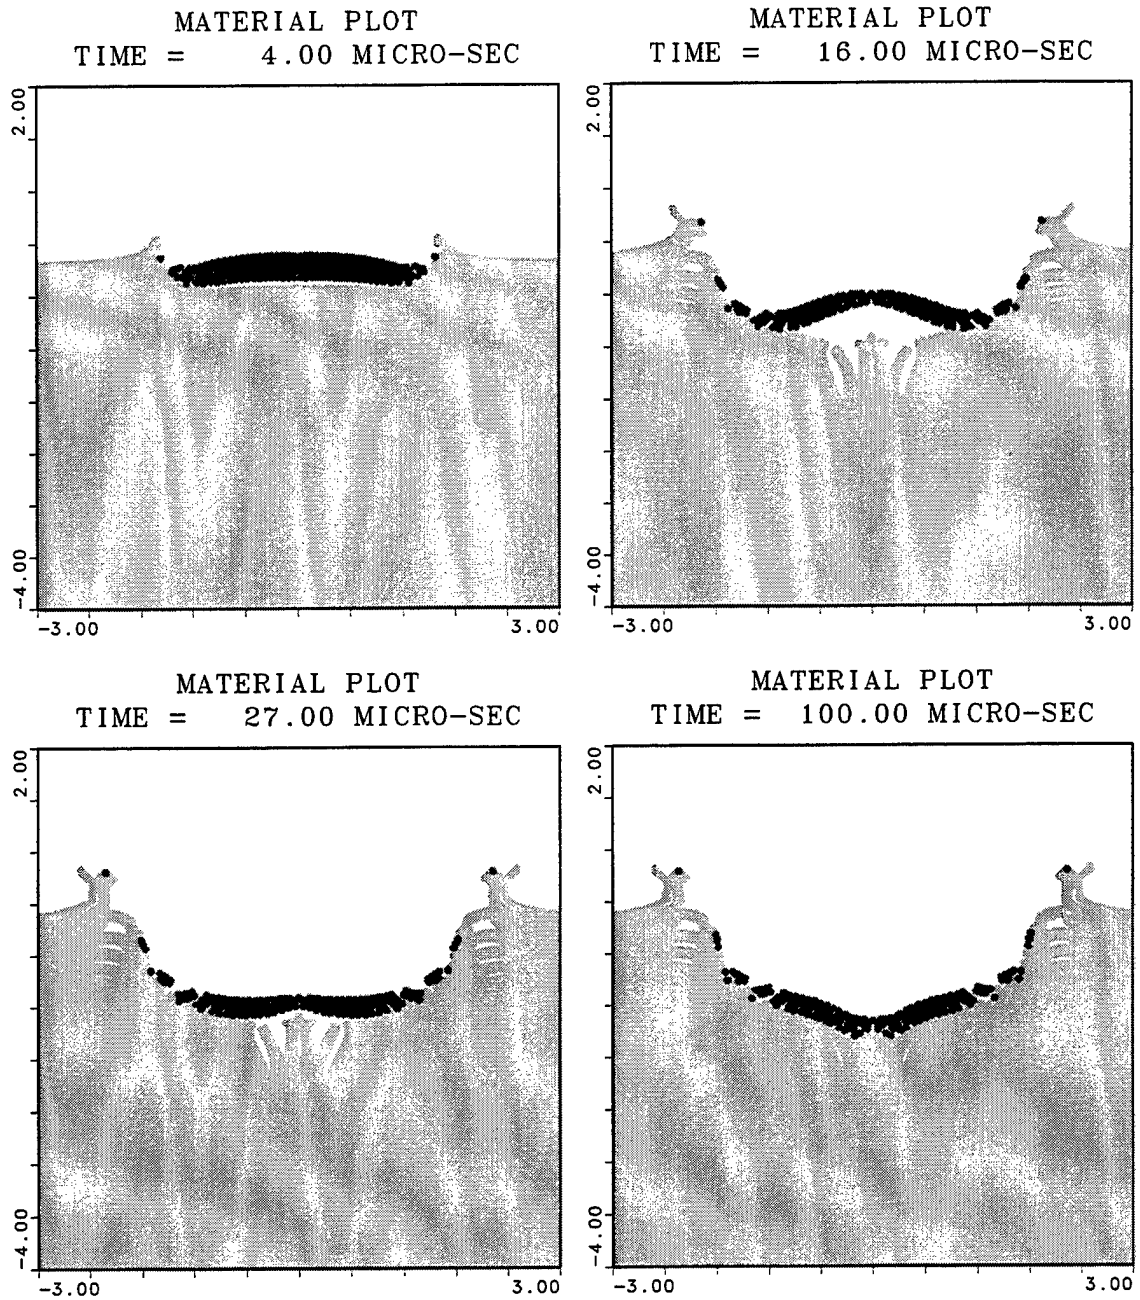 MATERIAL PLOT
TIME = 4.00 MICRO-SEC
2.00
-4.00
-3.00 3.00
MATERIAL PLOT
TIME = 16.00 MICRO-SEC
2.00
-4.00
-3.00 3.00
MATERIAL PLOT
TIME = 27.00 MICRO-SEC
2.00
-4.00
-3.00 3.00
MATERIAL PLOT
TIME = 100.00 MICRO-SEC
2.00
-4.00
-3.00 3.00